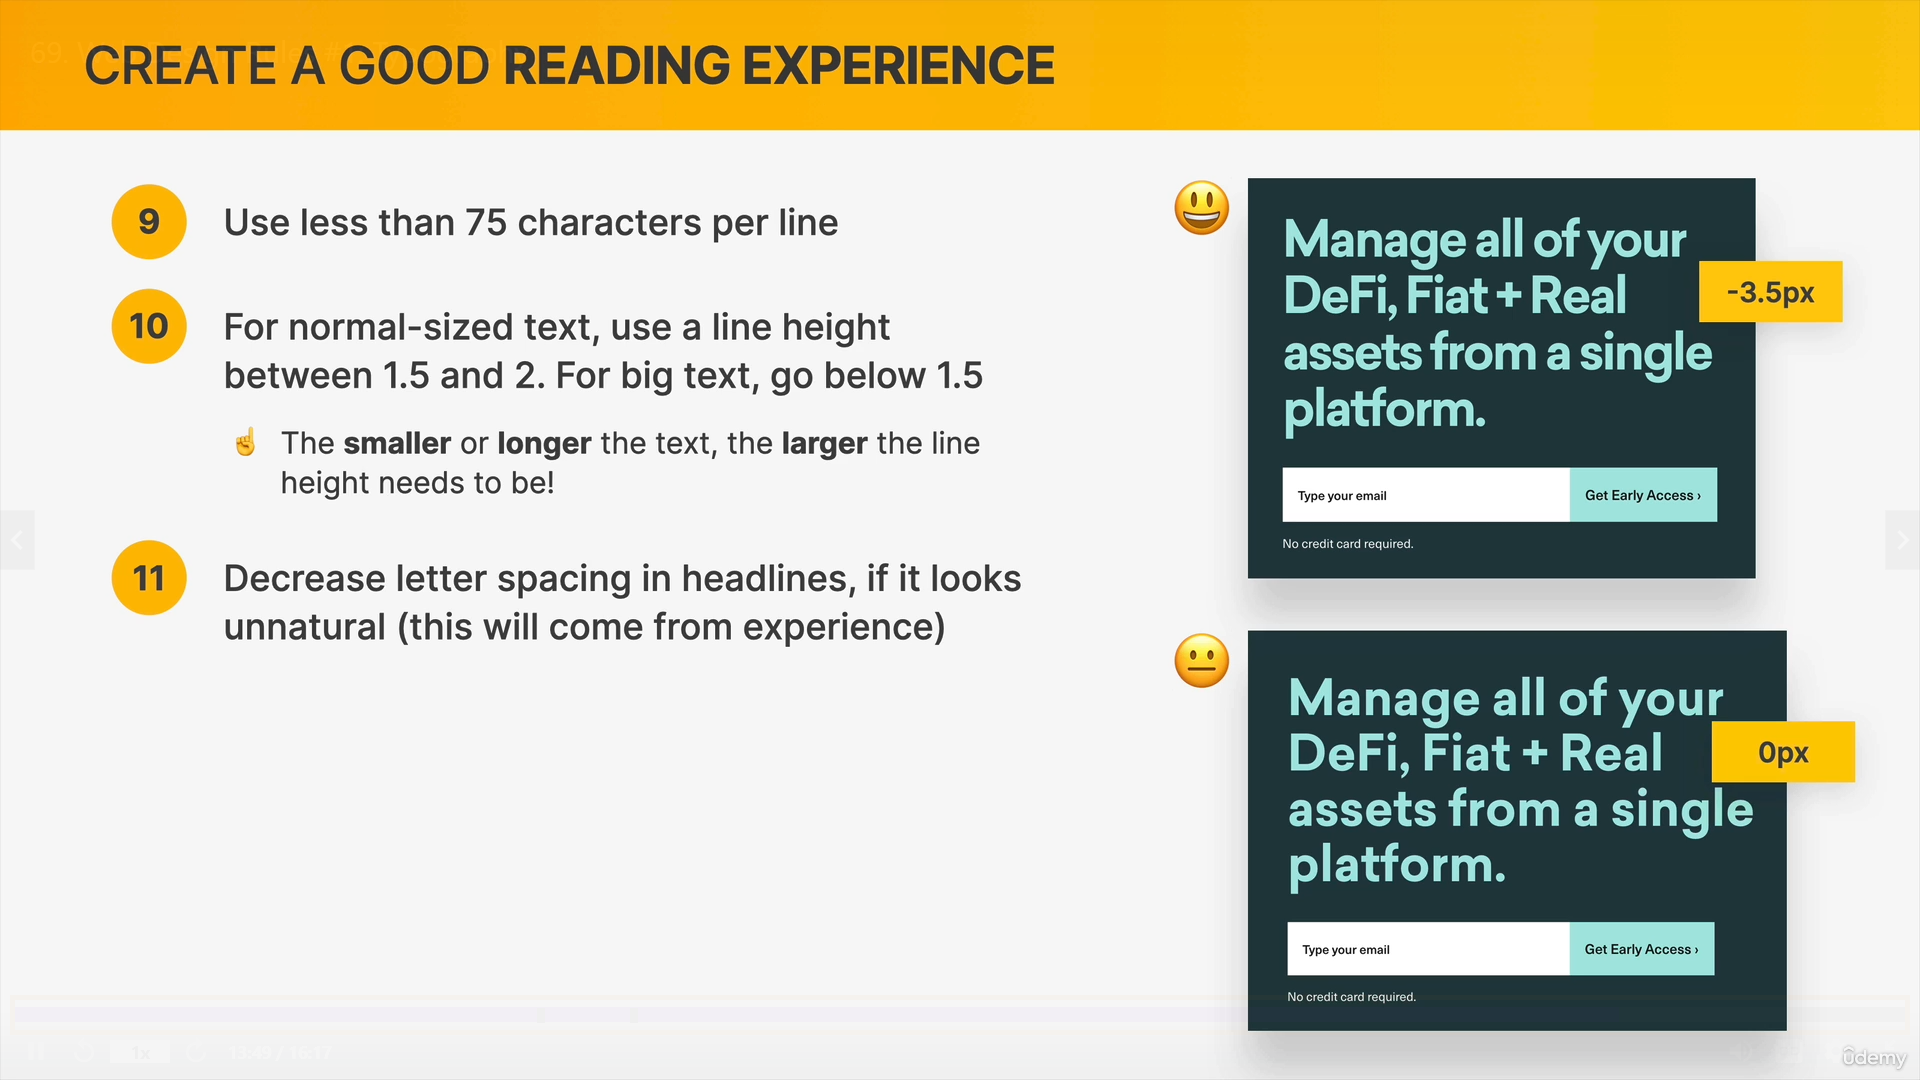 CREATE A GOOD READING EXPERIENCE
9
Use less than 75 characters per line
10
For normal-sized text, use a line height
between 1.5 and 2. For big text, go below 1.5
The smaller or longer the text, the larger the line
height needs to be!
11
Decrease letter spacing in headlines, if it looks
unnatural (this will come from experience)
Manage all of your
DeFi, Fiat + Real
assets from a single
platform.
-3.5px
Type your email
Get Early Access ›
No credit card required.
Manage all of your
DeFi, Fiat + Real
assets from a single
platform.
0px
Type your email
Get Early Access ›
No credit card required.
1x
ûdemy